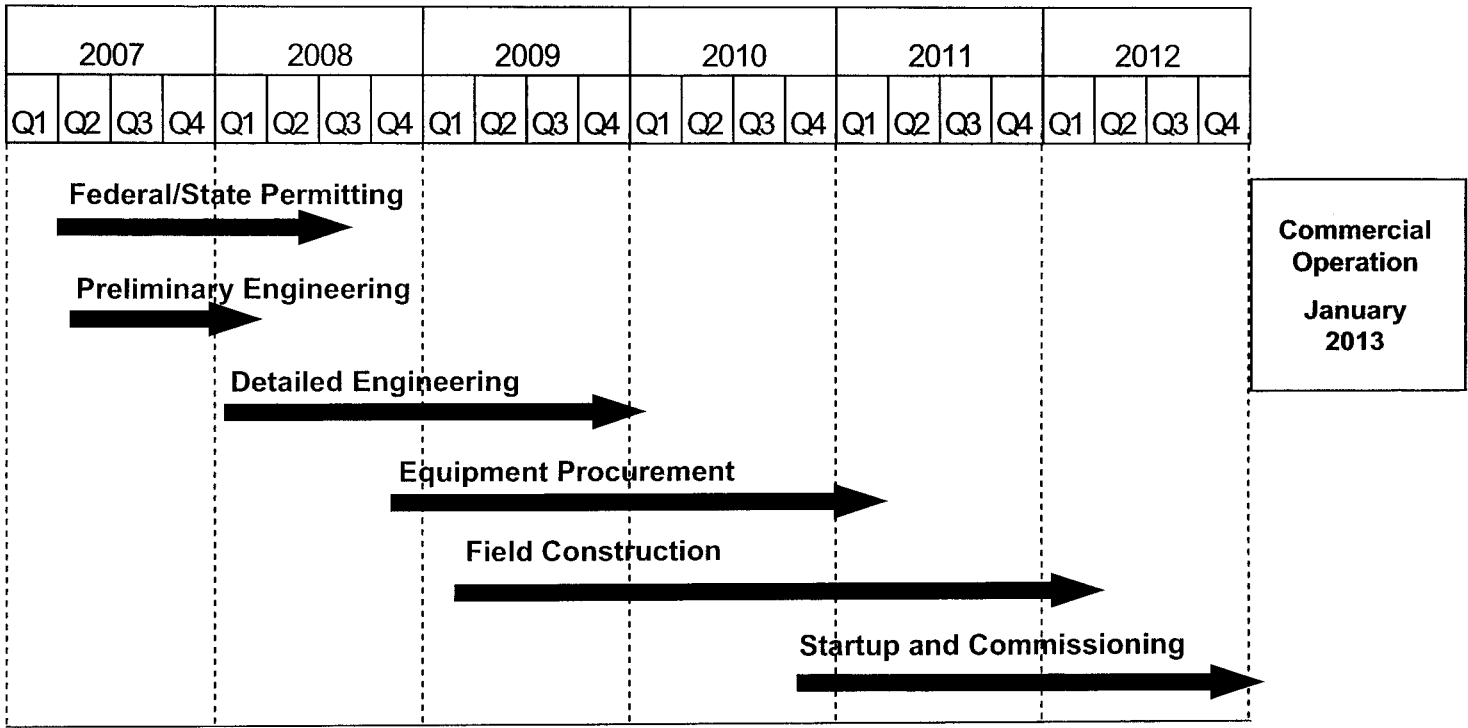 2007 2008 2009 2010 2011 2012
Q1 Q2 Q3 Q4 Q1 Q2 Q3 Q4 Q1 Q2 Q3 Q4 Q1 Q2 Q3 Q4 Q1 Q2 Q3 Q4 Q1 Q2 Q3 Q4
Federal/State Permitting
Preliminary Engineering
Detailed Engineering
Equipment Procurement
Field Construction
Startup and Commissioning
Commercial
Operation
January
2013